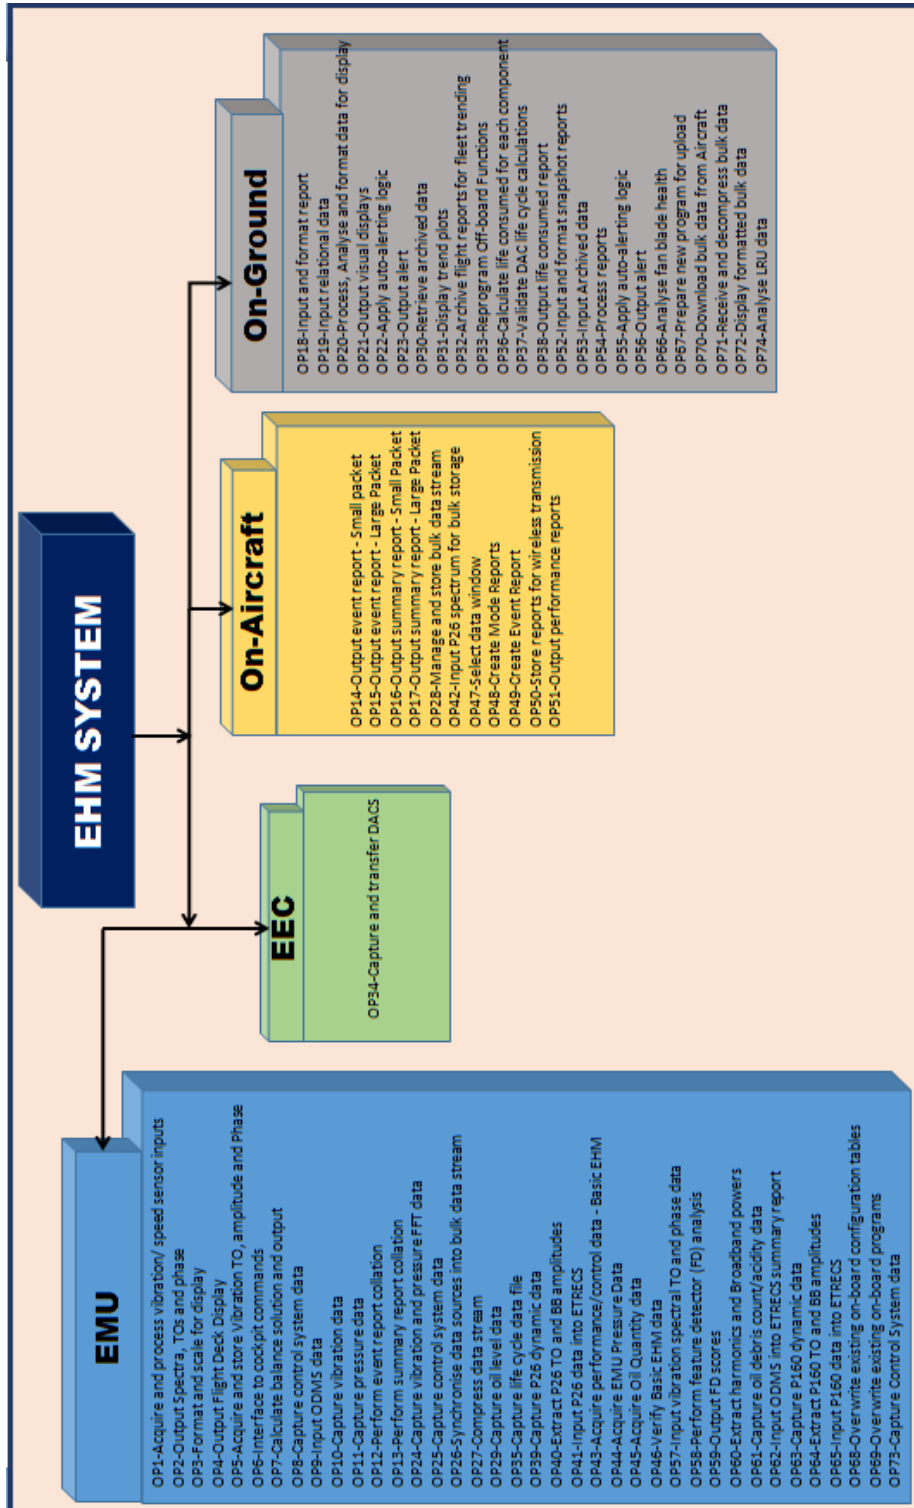 EHM SYSTEM
EMU
OP1-Acquire and process vibration/ speed sensor inputs
OP2-Output Spectra, TOs and phase
OP3-Format and scale for display
OP4-Output Flight Deck Display
OP5-Acquire and store Vibration TO, amplitude and Phase
OP6-Interface to cockpit commands
OP7-Calculate balance solution and output
OP8-Capture control system data
OP9-Input ODMS data
OP10-Capture vibration data
OP11-Capture pressure data
OP12-Perform event report collation
OP13-Perform summary report collation
OP24-Capture vibration and pressure FFT data
OP25-Capture control system data
OP26-Synchronise data sources into bulk data stream
OP27-Compress data stream
OP29-Capture oil level data
OP35-Capture life cycle data file
OP39-Capture P26 dynamic data
OP40-Extract P26 TO and BB amplitudes
OP41-Input P26 data into ETRECS
OP43-Acquire performance/control data - Basic EHM
OP44-Acquire EMU Pressure Data
OP45-Acquire Oil Quantity data
OP46-Verify Basic EHM data
OP57-Input vibration spectral TO and phase data
OP58-Perform feature detector (FD) analysis
OP59-Output FD scores
OP60-Extract harmonics and Broadband powers
OP61-Capture oil debris count/acidity data
OP62-Input ODMS into ETRECS summary report
OP63-Capture P160 dynamic data
OP64-Extract P160 TO and BB amplitudes
OP65-Input P160 data into ETRECS
OP68-Overwrite existing on-board configuration tables
OP69-Overwrite existing on-board programs
OP73-Capture Control System data
EEC
OP34-Capture and transfer DACS
On-Aircraft
OP14-Output event report - Small packet
OP15-Output event report - Large Packet
OP16-Output summary report - Small Packet
OP17-Output summary report - Large Packet
OP28-Manage and store bulk data stream
OP42-Input P26 spectrum for bulk storage
OP47-Select data window
OP48-Create Mode Reports
OP49-Create Event Report
OP50-Store reports for wireless transmission
OP51-Output performance reports
On-Ground
OP18-Input and format report
OP19-Input relational data
OP20-Process, Analyse and format data for display
OP21-Output visual displays
OP22-Apply auto-alerting logic
OP23-Output alert
OP30-Retrieve archived data
OP31-Display trend plots
OP32-Archive flight reports for fleet trending
OP33-Reprogram Off-board Functions
OP36-Calculate life consumed for each component
OP37-Validate DAC life cycle calculations
OP38-Output life consumed report
OP52-Input and format snapshot reports
OP53-Input Archived data
OP54-Process reports
OP55-Apply auto-alerting logic
OP56-Output alert
OP66-Analyse fan blade health
OP67-Prepare new program for upload
OP70-Download bulk data from Aircraft
OP71-Receive and decompress bulk data
OP72-Display formatted bulk data
OP74-Analyse LRU data